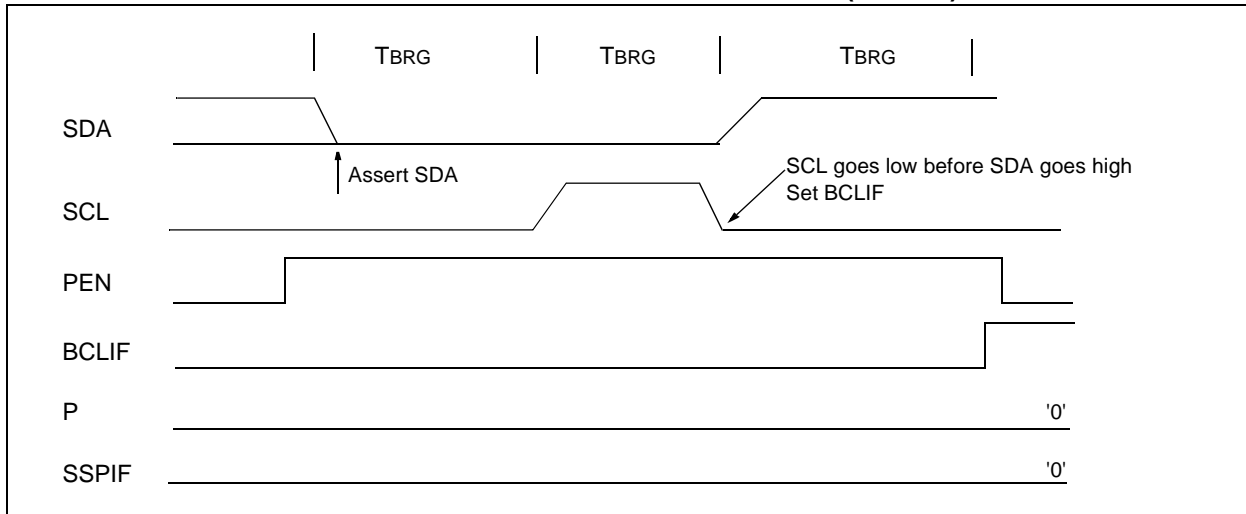 TBRG TBRG TBRG
SDA
Assert SDA
SCL goes low before SDA goes high
Set BCLIF
SCL
PEN
BCLIF
P '0'
SSPIF '0'